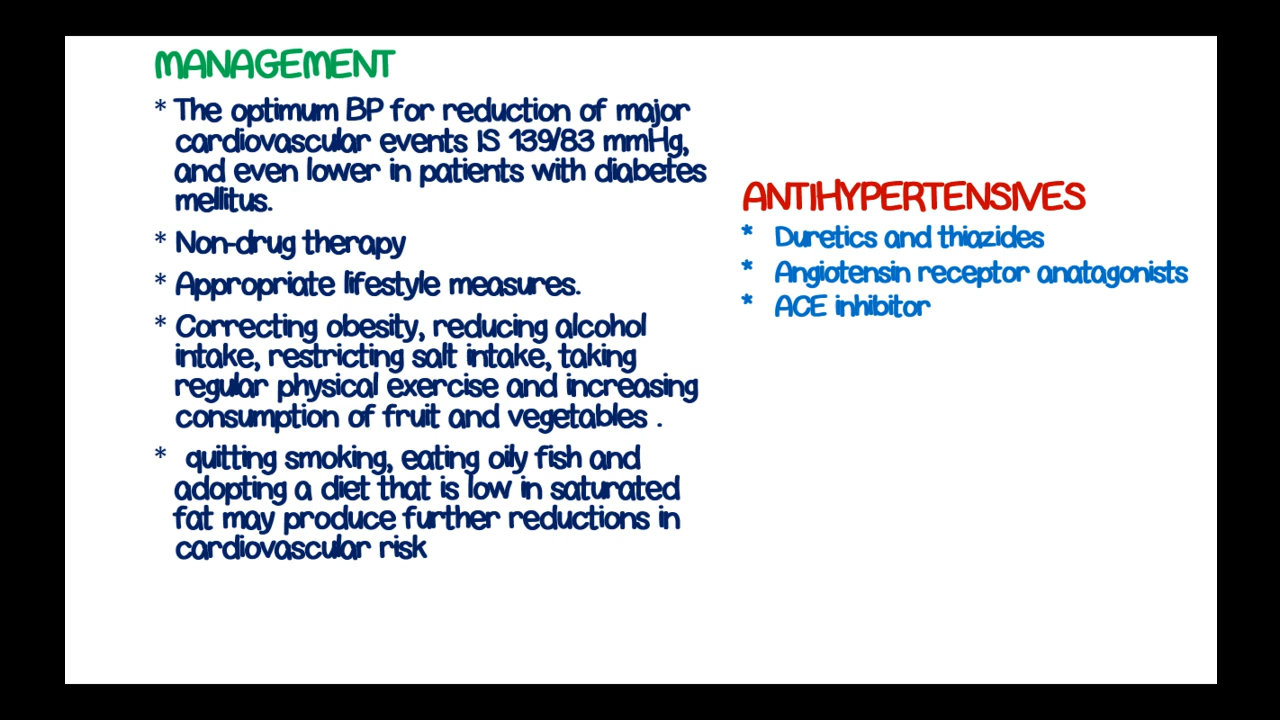 MANAGEMENT
* The optimum BP for reduction of major
cardiovascular events IS 139/83 mmHg,
and even lower in patients with diabetes
mellitus.
* Non-drug therapy
* Appropriate lifestyle measures.
* Correcting obesity, reducing alcohol
intake, restricting salt intake, taking
regular physical exercise and increasing
consumption of fruit and vegetables .
* quitting smoking, eating oily fish and
adopting a diet that is low in saturated
fat may produce further reductions in
cardiovascular risk
ANTIHYPERTENSIVES
* Duretics and thiazides
* Angiotensin receptor anatagonists
* ACE inhibitor